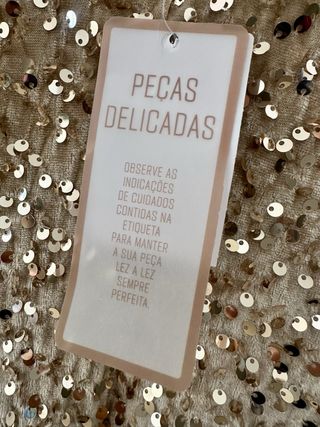 PEÇAS
DELICADAS
OBSERVE AS
INDICAÇÕES
DE CUIDADOS
CONTIDAS NA
ETIQUETA
PARA MANTER
A SUA PEÇA
LEZ A LEZ
SEMPRE
PERFEITA.